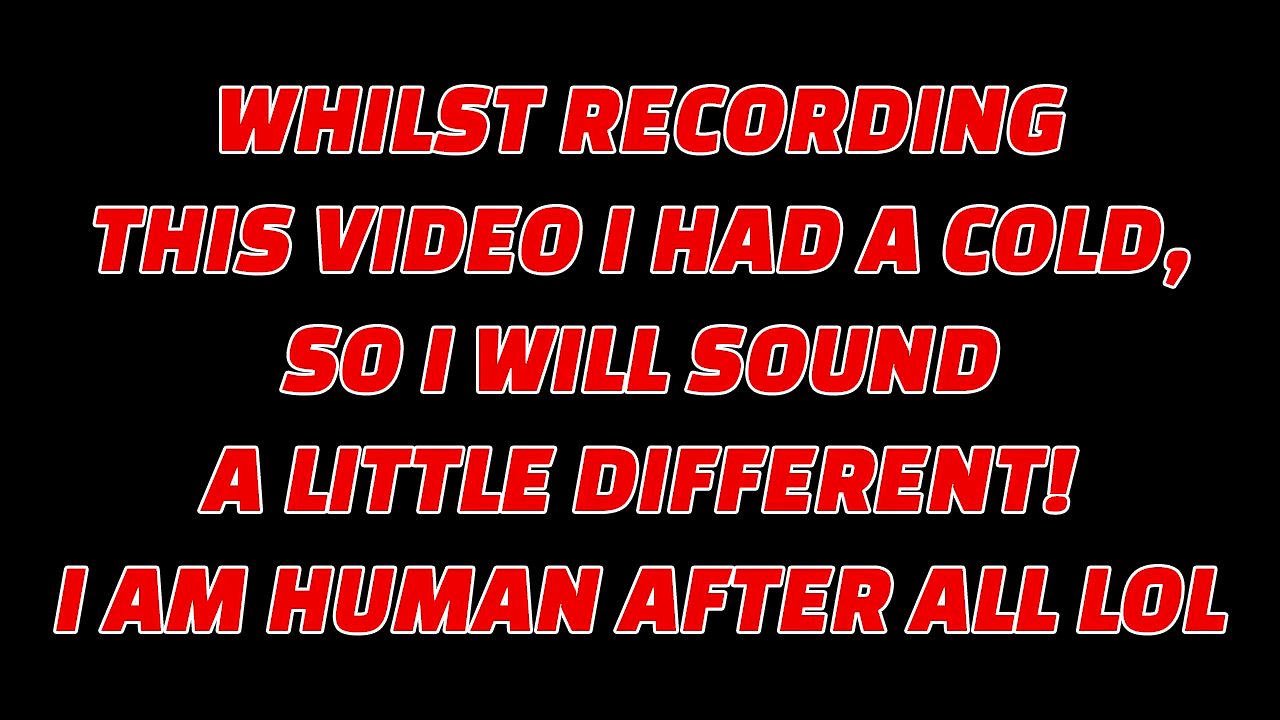 WHILST RECORDING
THIS VIDEO I HAD A COLD,
SO I WILL SOUND
A LITTLE DIFFERENT!
I AM HUMAN AFTER ALL LOL